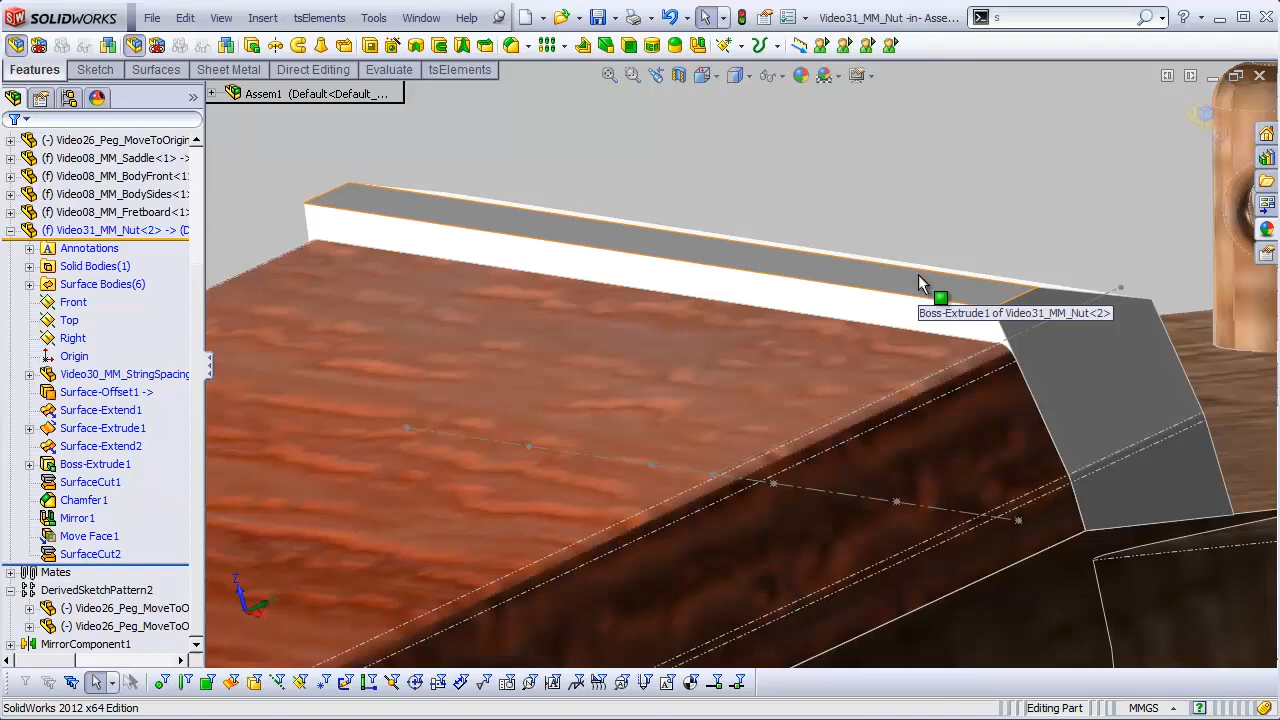 SOLIDWORKS File Edit View Insert tsElements Tools Window Help Video31_MM_Nut -in- Asse... s
Features Sketch Surfaces Sheet Metal Direct Editing Evaluate tsElements
Assem1 (Default<Default_...
(-) Video26_Peg_MoveToOrigin
(f) Video08_MM_Saddle<1> ->
(f) Video08_MM_BodyFront<1>
(f) Video08_MM_BodySides<1>
(f) Video08_MM_Fretboard<1>
(f) Video31_MM_Nut<2> -> (D
Annotations
Solid Bodies(1)
Surface Bodies(6)
Front
Top
Right
Origin
Video30_MM_StringSpacing
Surface-Offset1 ->
Surface-Extend1
Surface-Extrude1
Surface-Extend2
Boss-Extrude1
SurfaceCut1
Chamfer1
Mirror1
Move Face1
SurfaceCut2
Mates
DerivedSketchPattern2
(-) Video26_Peg_MoveToO
(-) Video26_Peg_MoveToO
MirrorComponent1
Boss-Extrude1 of Video31_MM_Nut<2>
Z
SolidWorks 2012 x64 Edition Editing Part MMGS